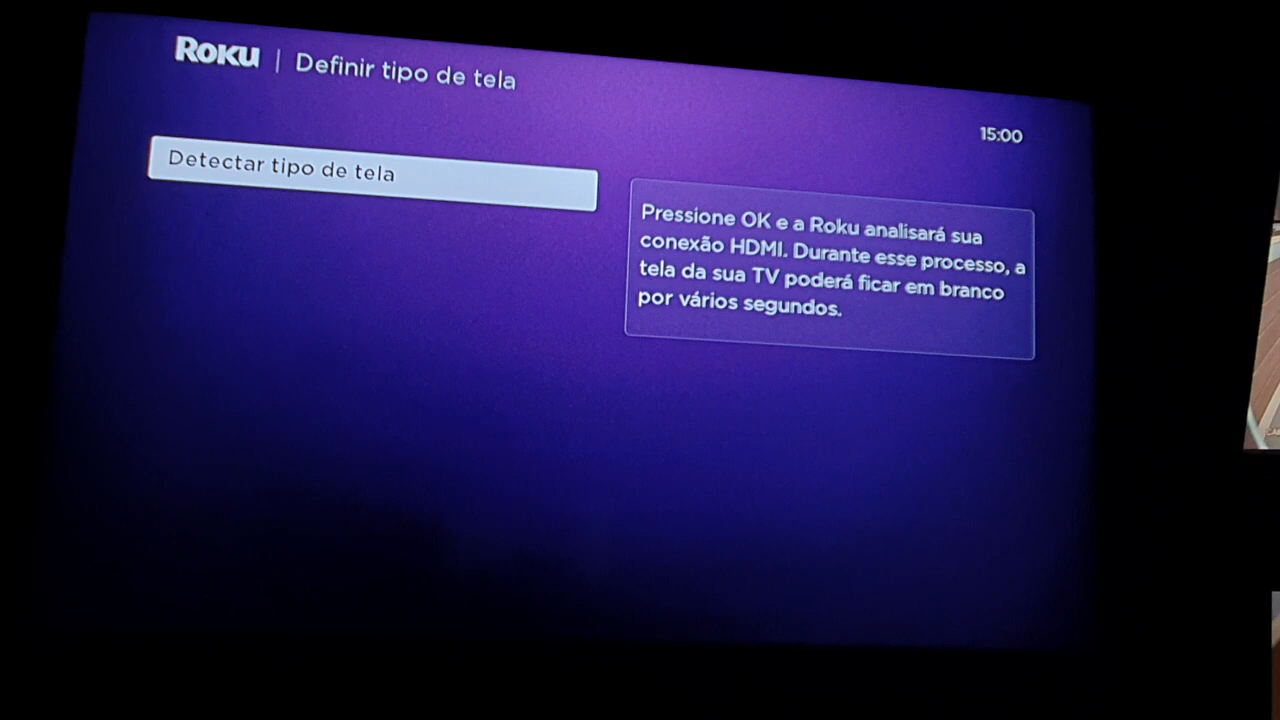 Roku | Definir tipo de tela
15:00
Detectar tipo de tela
Pressione OK e a Roku analisará sua
conexão HDMI. Durante esse processo, a
tela da sua TV poderá ficar em branco
por vários segundos.